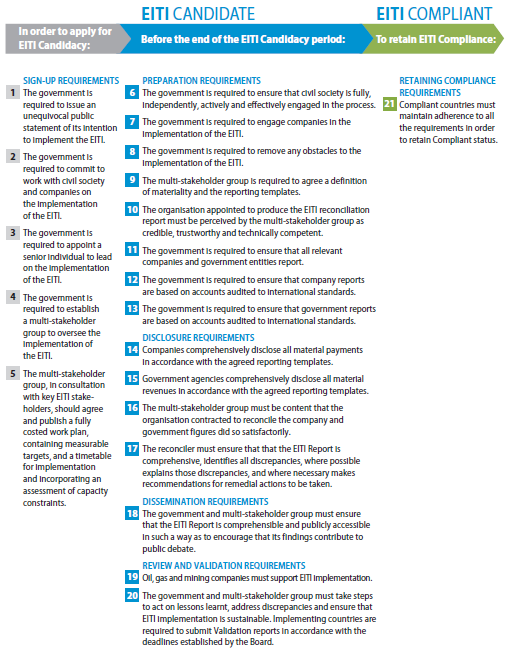 EITI CANDIDATE
EITI COMPLIANT
In order to apply for
EITI Candidacy:
Before the end of the EITI Candidacy period:
To retain EITI Compliance:
SIGN-UP REQUIREMENTS
1 The government is
required to issue an
unequivocal public
statement of its intention
to implement the EITI.
2 The government is
required to commit to
work with civil society
and companies on
the implementation
of the EITI.
3 The government is
required to appoint a
senior individual to lead
on the implementation
of the EITI.
4 The government is
required to establish
a multi-stakeholder
group to oversee the
implementation of
the EITI.
5 The multi-stakeholder
group, in consultation
with key EITI stake-
holders, should agree
and publish a fully
costed work plan,
containing measurable
targets, and a timetable
for implementation
and incorporating an
assessment of capacity
constraints.
PREPARATION REQUIREMENTS
6 The government is required to ensure that civil society is fully,
independently, actively and effectively engaged in the process.
7 The government is required to engage companies in the
implementation of the EITI.
8 The government is required to remove any obstacles to the
implementation of the EITI.
9 The multi-stakeholder group is required to agree a definition
of materiality and the reporting templates.
10 The organisation appointed to produce the EITI reconciliation
report must be perceived by the multi-stakeholder group as
credible, trustworthy and technically competent.
11 The government is required to ensure that all relevant
companies and government entities report.
12 The government is required to ensure that company reports
are based on accounts audited to international standards.
13 The government is required to ensure that government reports
are based on accounts audited to international standards.
DISCLOSURE REQUIREMENTS
14 Companies comprehensively disclose all material payments
in accordance with the agreed reporting templates.
15 Government agencies comprehensively disclose all material
revenues in accordance with the agreed reporting templates.
16 The multi-stakeholder group must be content that the
organisation contracted to reconcile the company and
government figures did so satisfactorily.
17 The reconciler must ensure that that the EITI Report is
comprehensive, identifies all discrepancies, where possible
explains those discrepancies, and where necessary makes
recommendations for remedial actions to be taken.
DISSEMINATION REQUIREMENTS
18 The government and multi-stakeholder group must ensure
that the EITI Report is comprehensible and publicly accessible
in such a way as to encourage that its findings contribute to
public debate.
REVIEW AND VALIDATION REQUIREMENTS
19 Oil, gas and mining companies must support EITI implementation.
20 The government and multi-stakeholder group must take steps
to act on lessons learnt, address discrepancies and ensure that
EITI implementation is sustainable. Implementing countries are
required to submit Validation reports in accordance with the
deadlines established by the Board.
RETAINING COMPLIANCE
REQUIREMENTS
21 Compliant countries must
maintain adherence to all
the requirements in order
to retain Compliant status.